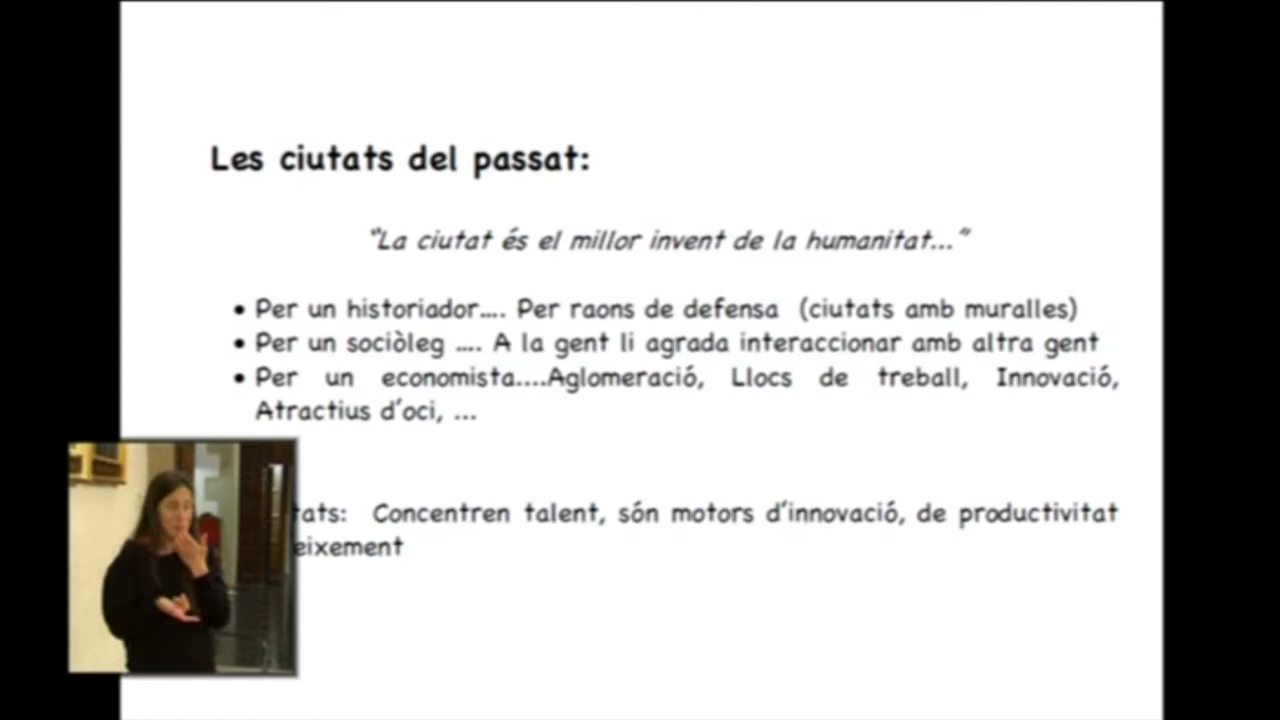 Les ciutats del passat:
"La ciutat és el millor invent de la humanitat..."
• Per un historiador.... Per raons de defensa (ciutats amb muralles)
• Per un sociòleg .... A la gent li agrada interaccionar amb altra gent
• Per un economista....Aglomeració, Llocs de treball, Innovació,
Atractius d'oci, ...
tats: Concentren talent, són motors d'innovació, de productivitat
eixement